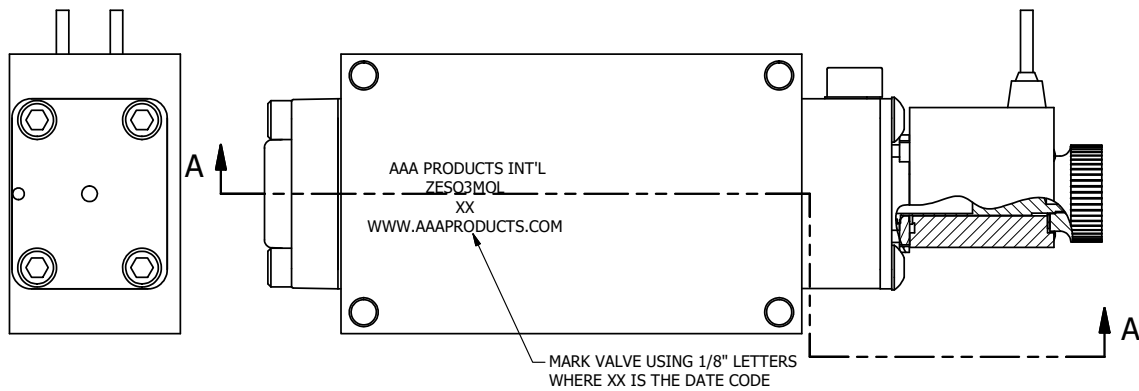 AAA PRODUCTS INT'L
ZESO3MOL
XX
WWW.AAAPRODUCTS.COM
A
A
MARK VALVE USING 1/8" LETTERS
WHERE XX IS THE DATE CODE